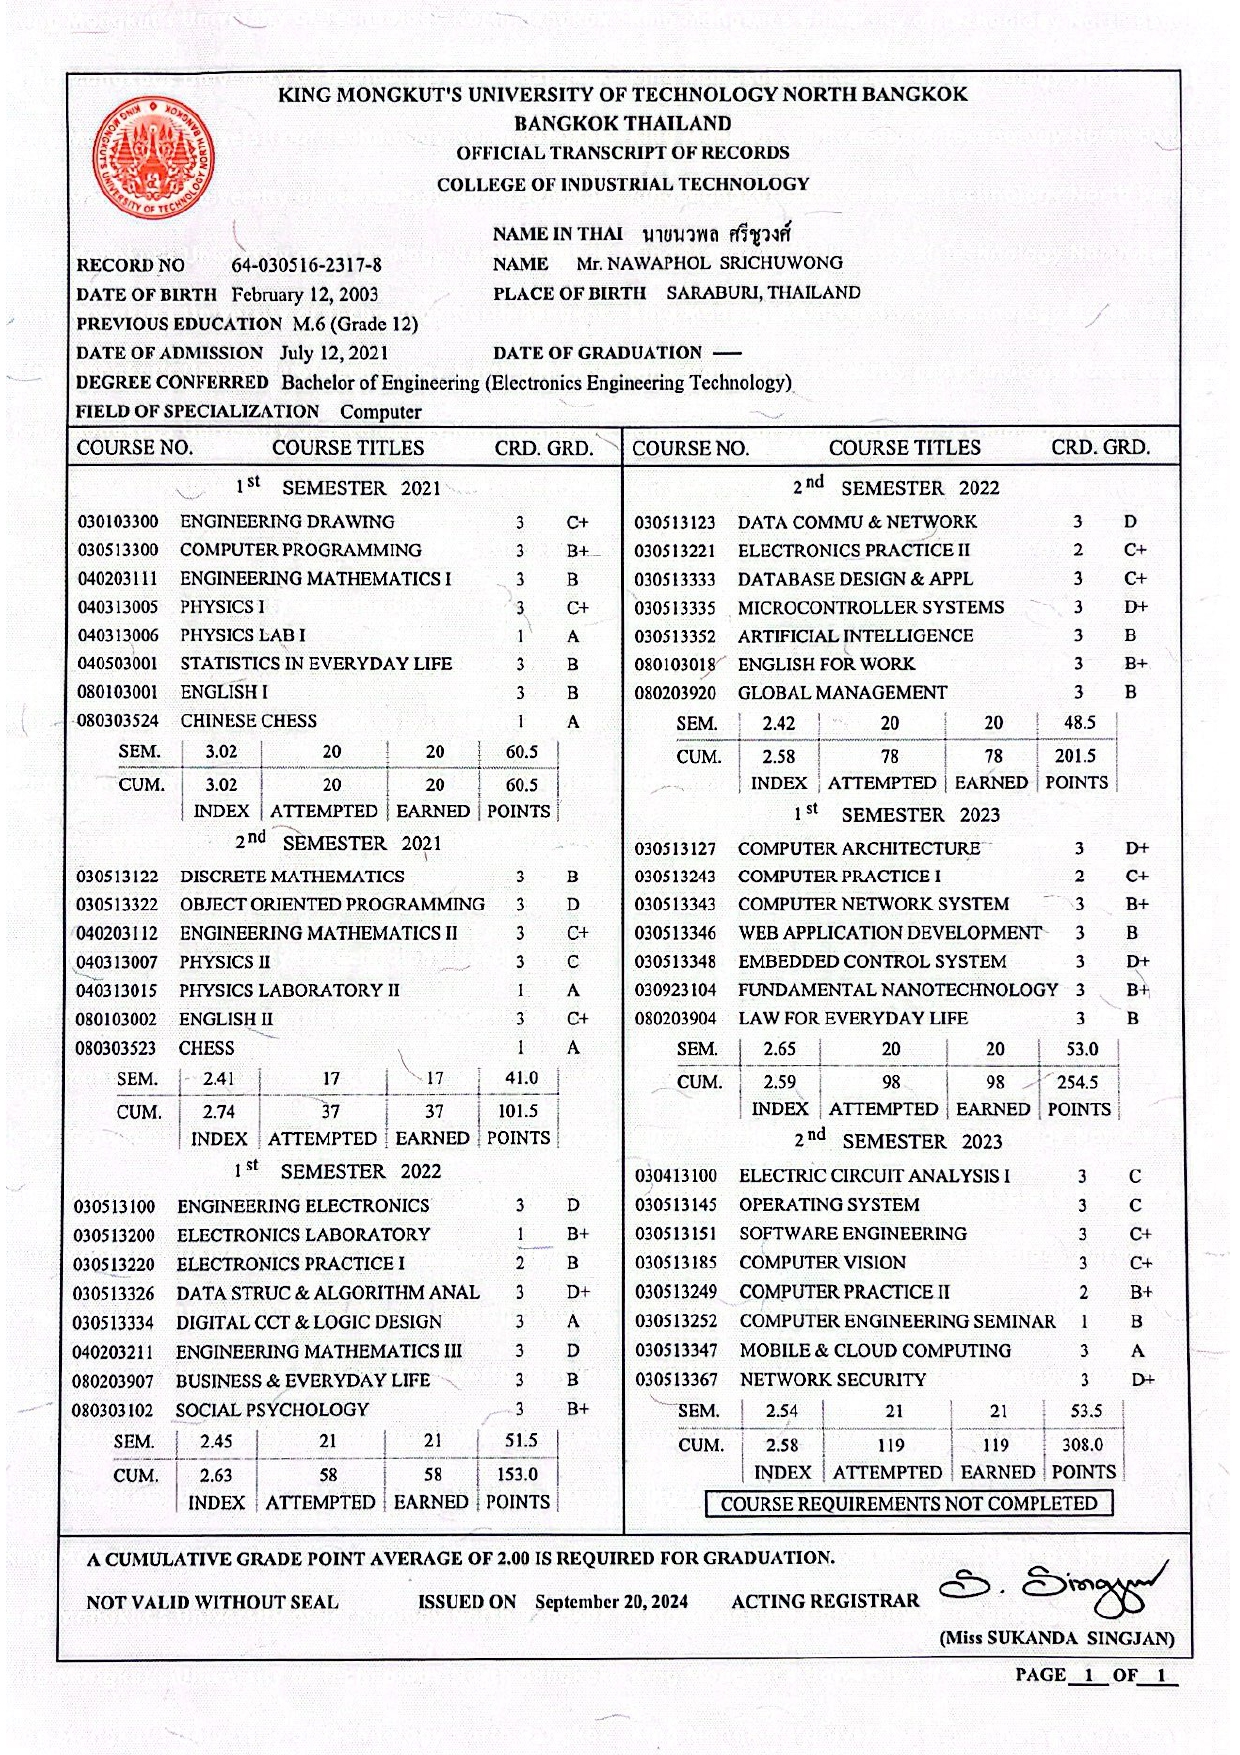 KING MONGKUT'S UNIVERSITY OF TECHNOLOGY NORTH BANGKOK
BANGKOK THAILAND
OFFICIAL TRANSCRIPT OF RECORDS
COLLEGE OF INDUSTRIAL TECHNOLOGY
KING MONGKUT'S UNIVERSITY OF TECHNOLOGY NORTH BANGKOK
NAME IN THAI นายนวพล ศรีชูวงศ์
RECORD NO 64-030516-2317-8 NAME Mr. NAWAPHOL SRICHUWONG
DATE OF BIRTH February 12, 2003 PLACE OF BIRTH SARABURI, THAILAND
PREVIOUS EDUCATION M.6 (Grade 12)
DATE OF ADMISSION July 12, 2021 DATE OF GRADUATION —
DEGREE CONFERRED Bachelor of Engineering (Electronics Engineering Technology)
FIELD OF SPECIALIZATION Computer
COURSE NO. COURSE TITLES CRD. GRD.
1st SEMESTER 2021
030103300 ENGINEERING DRAWING 3 C+
030513300 COMPUTER PROGRAMMING 3 B+
040203111 ENGINEERING MATHEMATICS I 3 B
040313005 PHYSICS I 3 C+
040313006 PHYSICS LAB I 1 A
040503001 STATISTICS IN EVERYDAY LIFE 3 B
080103001 ENGLISH I 3 B
080303524 CHINESE CHESS 1 A
SEM. 3.02 20 20 60.5
CUM. 3.02 20 20 60.5
INDEX ATTEMPTED EARNED POINTS
2nd SEMESTER 2021
030513122 DISCRETE MATHEMATICS 3 B
030513322 OBJECT ORIENTED PROGRAMMING 3 D
040203112 ENGINEERING MATHEMATICS II 3 C+
040313007 PHYSICS II 3 C
040313015 PHYSICS LABORATORY II 1 A
080103002 ENGLISH II 3 C+
080303523 CHESS 1 A
SEM. 2.41 17 17 41.0
CUM. 2.74 37 37 101.5
INDEX ATTEMPTED EARNED POINTS
1st SEMESTER 2022
030513100 ENGINEERING ELECTRONICS 3 D
030513200 ELECTRONICS LABORATORY 1 B+
030513220 ELECTRONICS PRACTICE I 2 B
030513326 DATA STRUC & ALGORITHM ANAL 3 D+
030513334 DIGITAL CCT & LOGIC DESIGN 3 A
040203211 ENGINEERING MATHEMATICS III 3 D
080203907 BUSINESS & EVERYDAY LIFE 3 B
080303102 SOCIAL PSYCHOLOGY 3 B+
SEM. 2.45 21 21 51.5
CUM. 2.63 58 58 153.0
INDEX ATTEMPTED EARNED POINTS
COURSE NO. COURSE TITLES CRD. GRD.
2nd SEMESTER 2022
030513123 DATA COMMU & NETWORK 3 D
030513221 ELECTRONICS PRACTICE II 2 C+
030513333 DATABASE DESIGN & APPL 3 C+
030513335 MICROCONTROLLER SYSTEMS 3 D+
030513352 ARTIFICIAL INTELLIGENCE 3 B
080103018 ENGLISH FOR WORK 3 B+
080203920 GLOBAL MANAGEMENT 3 B
SEM. 2.42 20 20 48.5
CUM. 2.58 78 78 201.5
INDEX ATTEMPTED EARNED POINTS
1st SEMESTER 2023
030513127 COMPUTER ARCHITECTURE 3 D+
030513243 COMPUTER PRACTICE I 2 C+
030513343 COMPUTER NETWORK SYSTEM 3 B+
030513346 WEB APPLICATION DEVELOPMENT 3 B
030513348 EMBEDDED CONTROL SYSTEM 3 D+
030923104 FUNDAMENTAL NANOTECHNOLOGY 3 B+
080203904 LAW FOR EVERYDAY LIFE 3 B
SEM. 2.65 20 20 53.0
CUM. 2.59 98 98 254.5
INDEX ATTEMPTED EARNED POINTS
2nd SEMESTER 2023
030413100 ELECTRIC CIRCUIT ANALYSIS I 3 C
030513145 OPERATING SYSTEM 3 C
030513151 SOFTWARE ENGINEERING 3 C+
030513185 COMPUTER VISION 3 C+
030513249 COMPUTER PRACTICE II 2 B+
030513252 COMPUTER ENGINEERING SEMINAR 1 B
030513347 MOBILE & CLOUD COMPUTING 3 A
030513367 NETWORK SECURITY 3 D+
SEM. 2.54 21 21 53.5
CUM. 2.58 119 119 308.0
INDEX ATTEMPTED EARNED POINTS
COURSE REQUIREMENTS NOT COMPLETED
A CUMULATIVE GRADE POINT AVERAGE OF 2.00 IS REQUIRED FOR GRADUATION.
NOT VALID WITHOUT SEAL ISSUED ON September 20, 2024 ACTING REGISTRAR S. Singjan
(Miss SUKANDA SINGJAN)
PAGE 1 OF 1